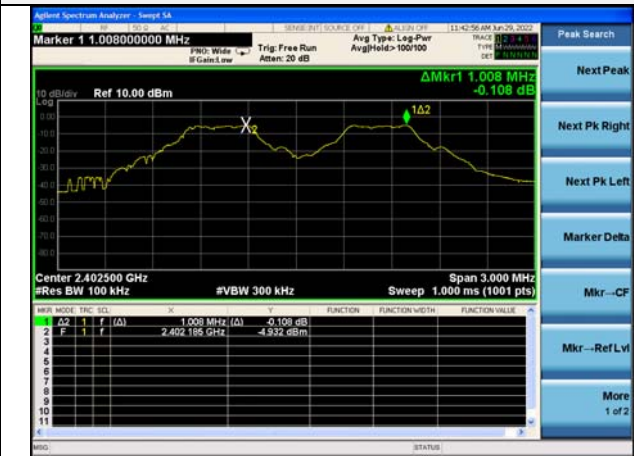 Agilent Spectrum Analyzer - Swept SA
RF 50 Ω AC SENSE:INT SOURCE OFF ALIGN OFF 11:42:56 AM Jun 29, 2022
Marker 1 1.008000000 MHz
PNO: Wide
IFGain:Low
Trig: Free Run
Atten: 20 dB
Avg Type: Log-Pwr
Avg|Hold:>100/100
TRACE 1 2 3 4 5 6
TYPE
DET P N N N N N
Peak Search
ΔMkr1 1.008 MHz
-0.108 dB
10 dB/div Ref 10.00 dBm
Log
0.00
-10.0
-20.0
-30.0
-40.0
-50.0
-60.0
-70.0
-80.0
1Δ2
X2
Center 2.402500 GHz
Span 3.000 MHz
#Res BW 100 kHz
#VBW 300 kHz
Sweep 1.000 ms (1001 pts)
MKR MODE TRC SCL X Y FUNCTION FUNCTION WIDTH FUNCTION VALUE
1 Δ2 1 f (Δ) 1.008 MHz (Δ) -0.108 dB
2 F 1 f 2.402 185 GHz -4.932 dBm
3
4
5
6
7
8
9
10
11
MSG
STATUS
Next Peak
Next Pk Right
Next Pk Left
Marker Delta
Mkr→CF
Mkr→Ref Lvl
More
1 of 2